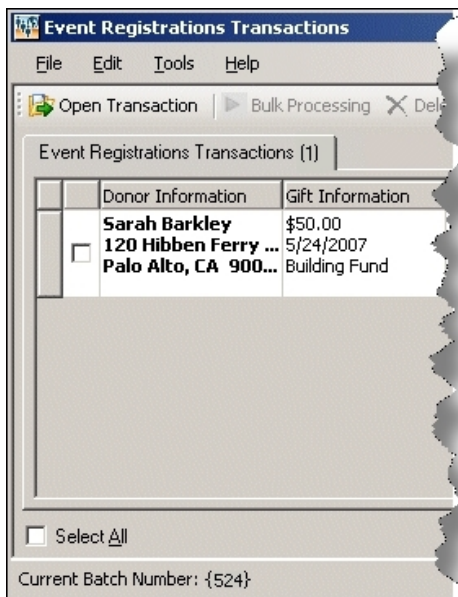 Event Registrations Transactions
File Edit Tools Help
Open Transaction Bulk Processing
Event Registrations Transactions (1)
Donor Information Gift Information
Sarah Barkley $50.00
120 Hibben Ferry ... 5/24/2007
Palo Alto, CA 900... Building Fund
Select All
Current Batch Number: {524}